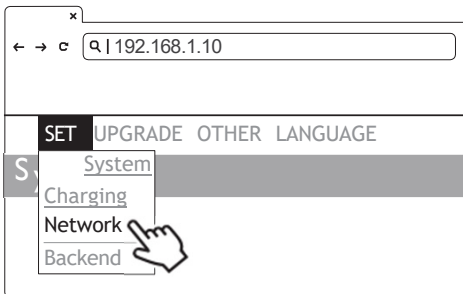 192.168.1.10
SET UPGRADE OTHER LANGUAGE
System
Charging
Network
Backend